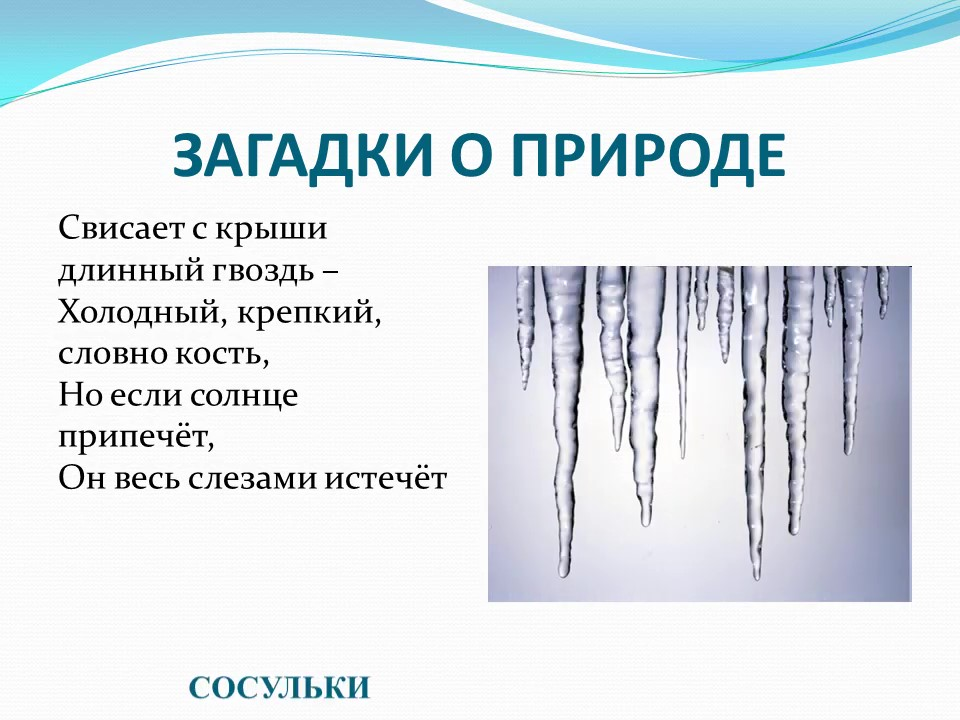 ЗАГАДКИ О ПРИРОДЕ
Свисает с крыши
длинный гвоздь –
Холодный, крепкий,
словно кость,
Но если солнце
припечёт,
Он весь слезами истечёт
СОСУЛЬКИ